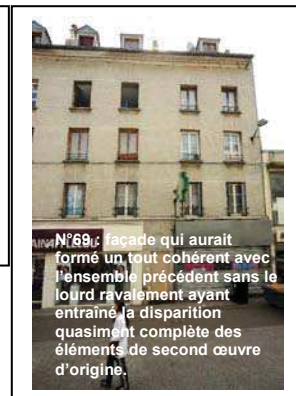 N°69 : façade qui aurait
formé un tout cohérent avec
l'ensemble précédent sans le
lourd ravalement ayant
entraîné la disparition
quasiment complète des
éléments de second œuvre
d'origine.